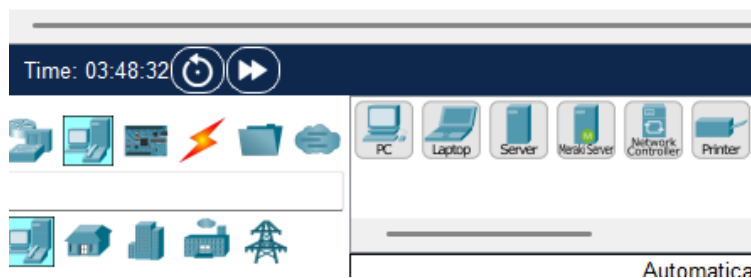 Time: 03:48:32
PC
Laptop
Server
Meraki Server
Network
Controller
Printer
Automatica